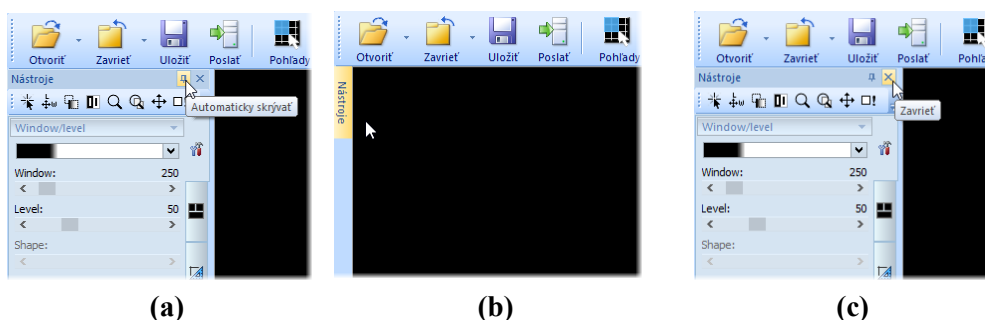 Otvoriť Zavrieť Uložiť Poslať Pohľady
Nástroje
Automaticky skrývať
Window/level
Window: 250
Level: 50
Shape:
(a)
Otvoriť Zavrieť Uložiť Poslať Pohľady
Nástroje
(b)
Otvoriť Zavrieť Uložiť Poslať
Nástroje
Zavrieť
Window/level
Window: 250
Level: 50
Shape:
(c)